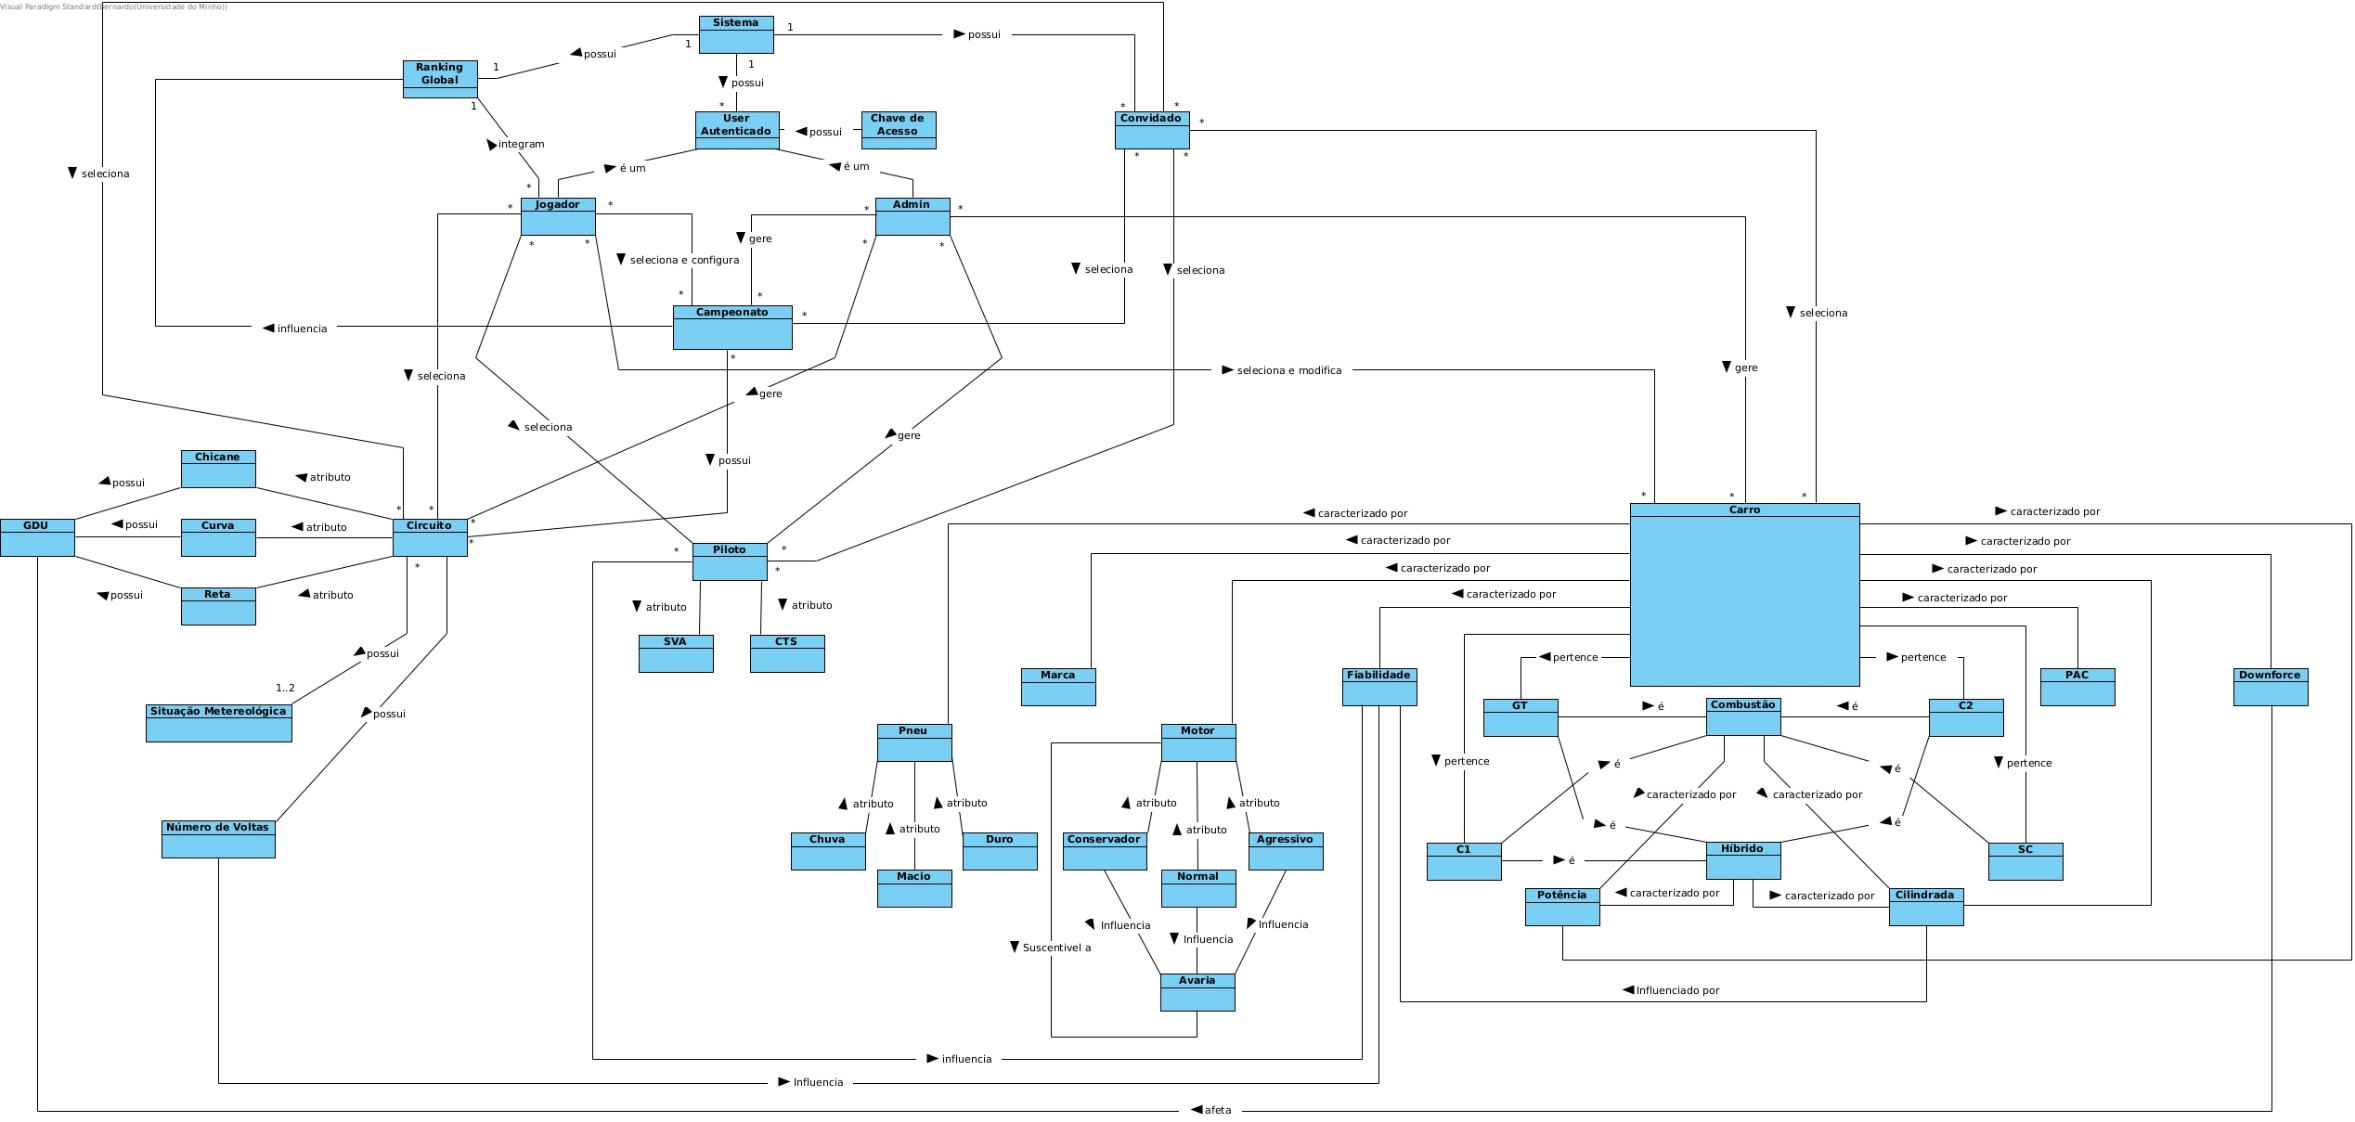 Visual Paradigm Standard(Bernardo(Universidade do Minho))
Sistema
1
possui
1
possui
1
Ranking
Global
1
possui
1
possui
*
User
Autenticado
possui
Chave de
Acesso
*
*
Convidado
*
*
*
integram
*
seleciona
é um
é um
*
Jogador
*
*
*
*
Admin
*
*
*
gere
seleciona e configura
seleciona
seleciona
*
*
Campeonato
*
*
influencia
seleciona
gere
seleciona
seleciona e modifica
gere
seleciona
gere
possui
Chicane
possui
atributo
*
*
*
*
*
Carro
caracterizado por
caracterizado por
GDU
possui
Curva
atributo
Circuito
*
*
*
caracterizado por
caracterizado por
*
Piloto
*
*
caracterizado por
caracterizado por
possui
Reta
atributo
atributo
atributo
caracterizado por
caracterizado por
SVA
CTS
possui
1..2
pertence
pertence
Marca
Fiabilidade
PAC
Downforce
Situação Metereológica
possui
GT
é
Combustão
é
C2
Pneu
Motor
pertence
é
é
pertence
caracterizado por
caracterizado por
atributo
atributo
atributo
atributo
atributo
atributo
é
é
Número de Voltas
Chuva
Macio
Duro
Conservador
Normal
Agressivo
C1
é
Híbrido
SC
Potência
caracterizado por
caracterizado por
Cilindrada
Influencia
Influencia
Influencia
Suscentivel a
Avaria
Influenciado por
influencia
Influencia
afeta